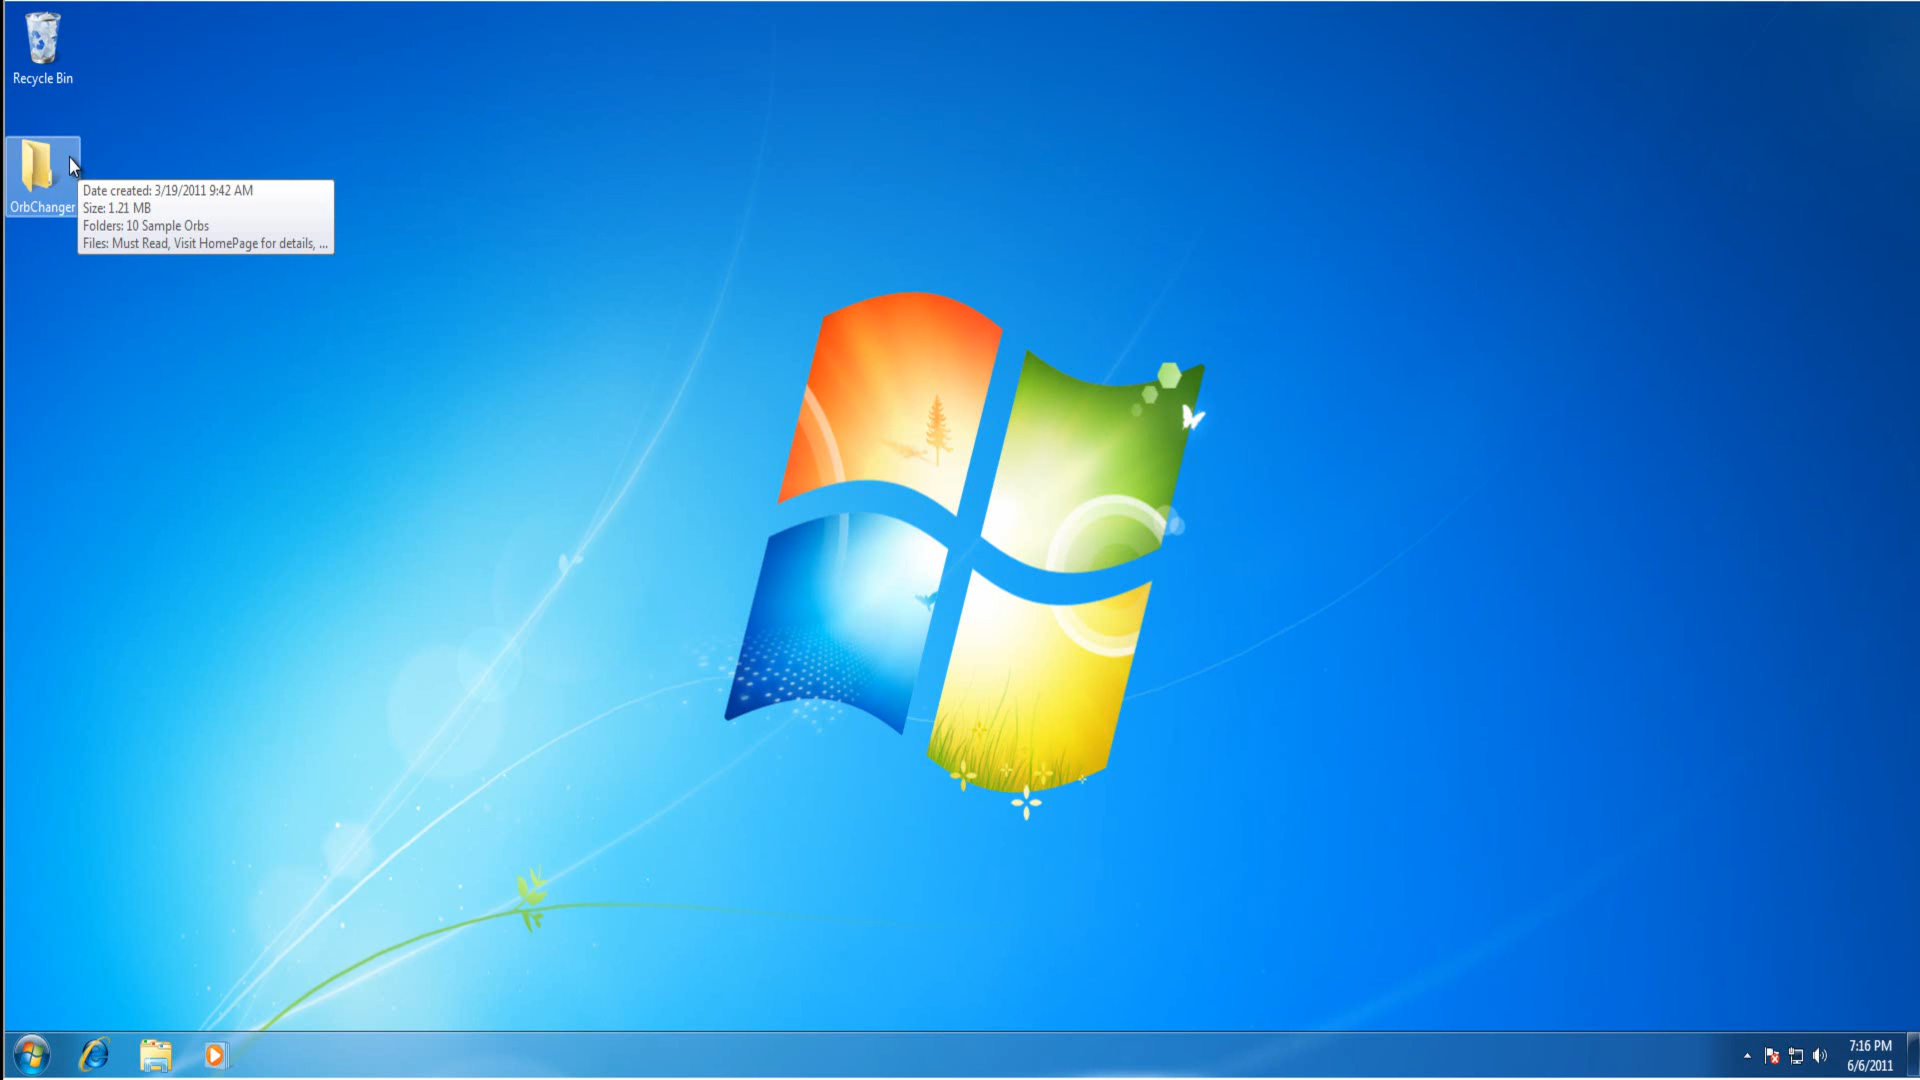 Recycle Bin
OrbChanger
Date created: 3/19/2011 9:42 AM
Size: 1.21 MB
Folders: 10 Sample Orbs
Files: Must Read, Visit HomePage for details, ...
7:16 PM
6/6/2011